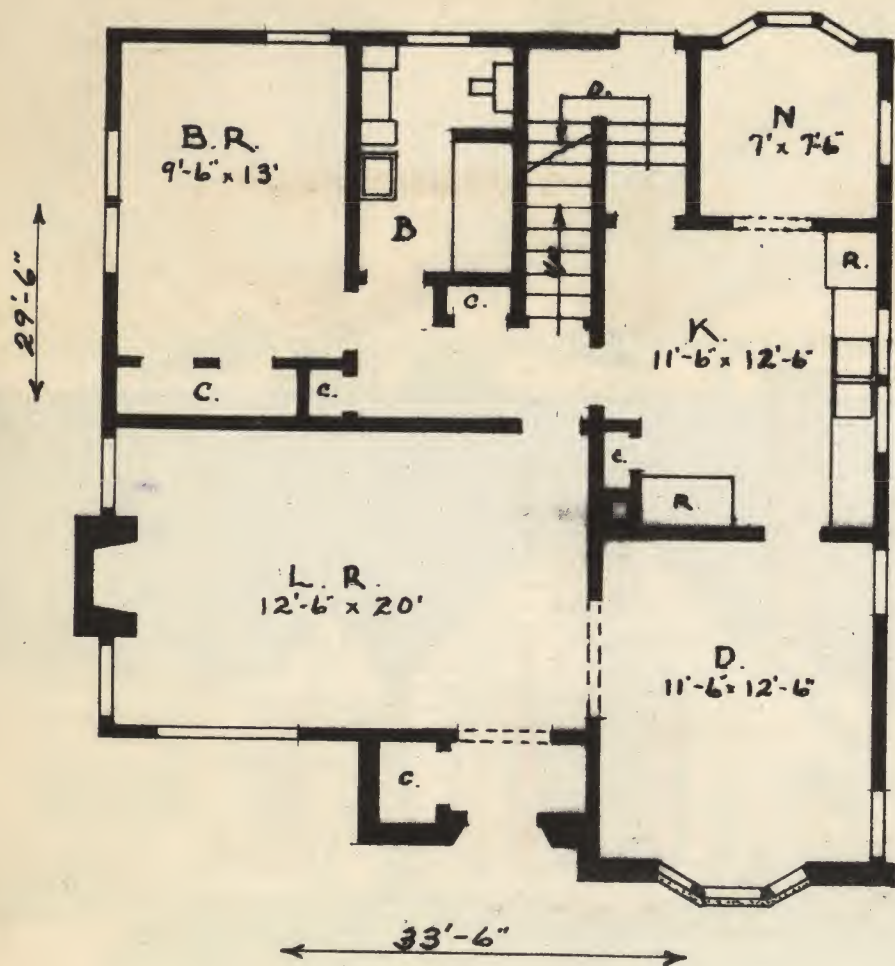 B.R.
9'-6" x 13'
D.
N
7' x 7'-6"
B
Up
R.
C.
K.
11'-6" x 12'-6"
29'-6"
C.
C.
C.
R.
L. R.
12'-6" x 20'
D.
11'-6" x 12'-6"
C.
33'-6"